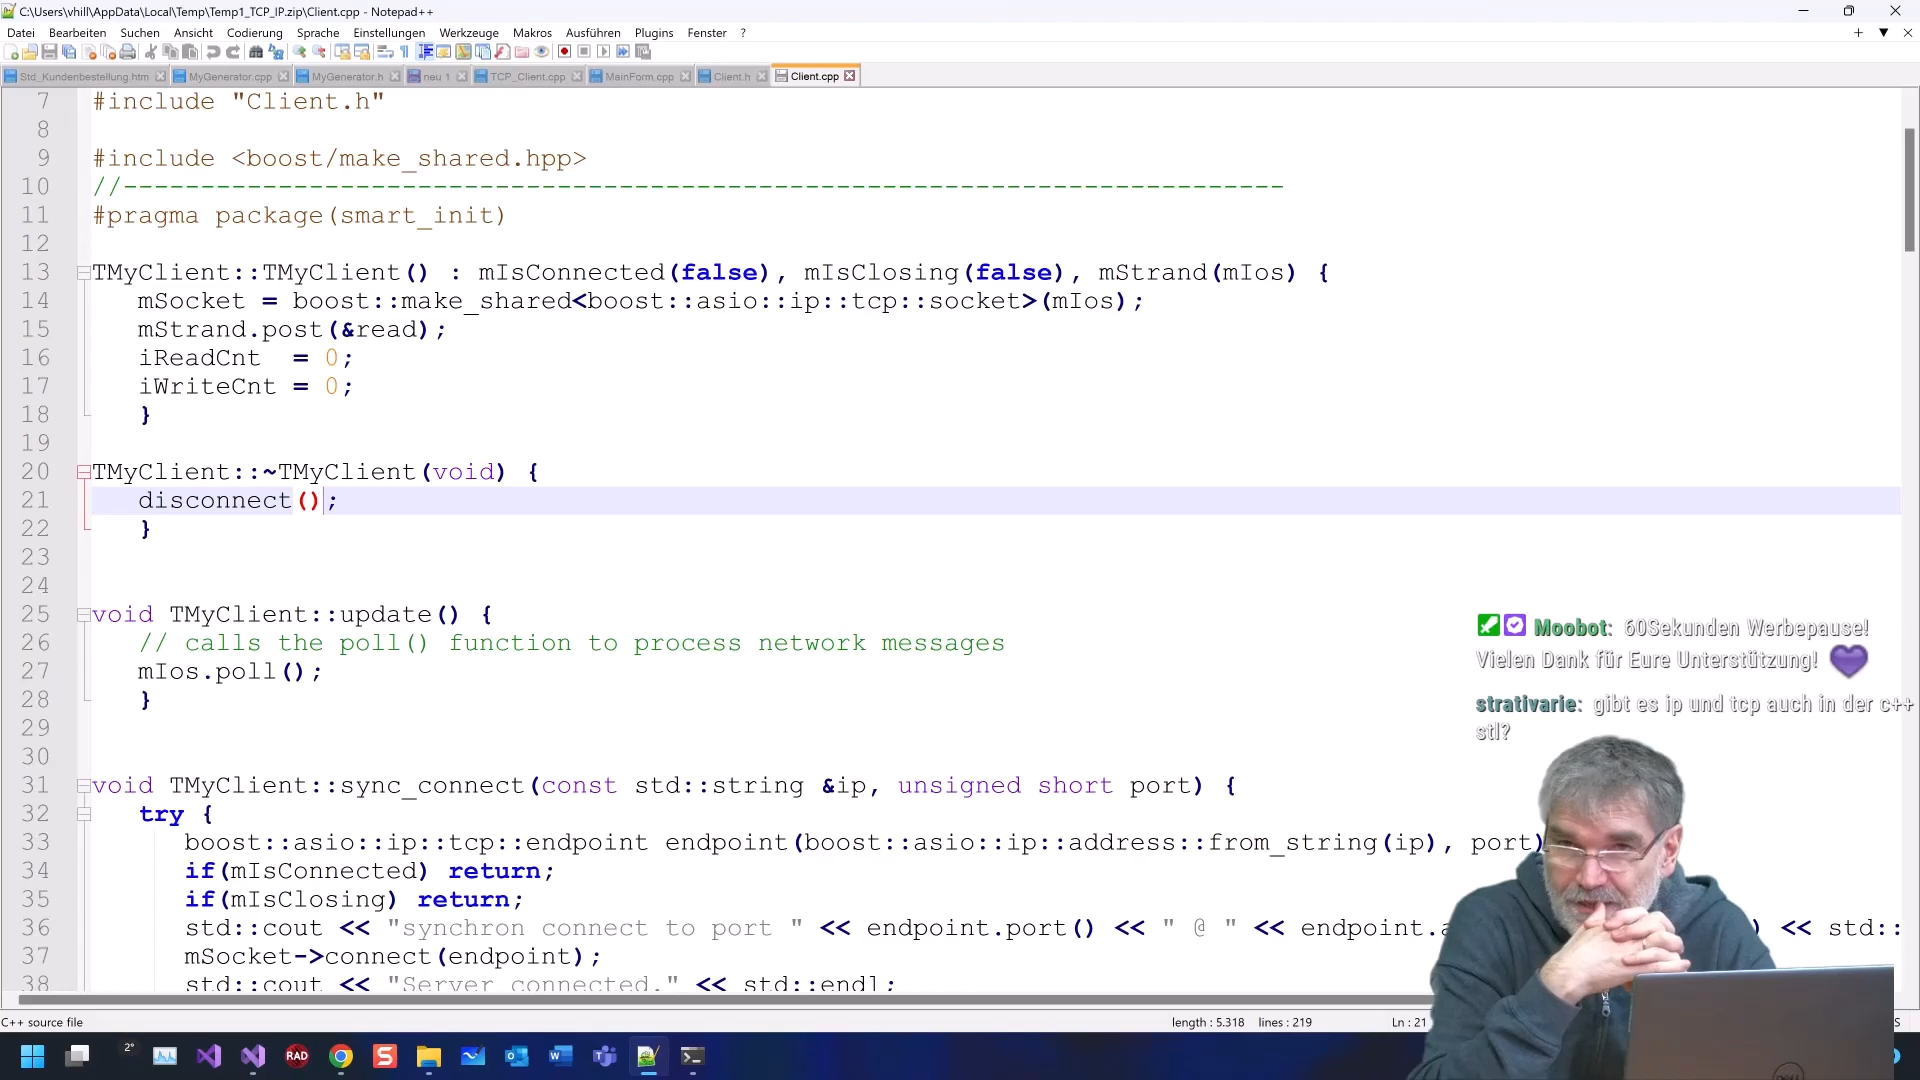 C:\Users\vhill\AppData\Local\Temp\Temp1_TCP_IP.zip\Client.cpp - Notepad++
Datei Bearbeiten Suchen Ansicht Codierung Sprache Einstellungen Werkzeuge Makros Ausführen Plugins Fenster ?
Std_Kundenbestellung.htm MyGenerator.cpp MyGenerator.h neu 1 TCP_Client.cpp MainForm.cpp Client.h Client.cpp
7 #include "Client.h"
8
9 #include <boost/make_shared.hpp>
10 //---------------------------------------------------------------------------
11 #pragma package(smart_init)
12
13 TMyClient::TMyClient() : mIsConnected(false), mIsClosing(false), mStrand(mIos) {
14 mSocket = boost::make_shared<boost::asio::ip::tcp::socket>(mIos);
15 mStrand.post(&read);
16 iReadCnt = 0;
17 iWriteCnt = 0;
18 }
19
20 TMyClient::~TMyClient(void) {
21 disconnect();
22 }
23
24
25 void TMyClient::update() {
26 // calls the poll() function to process network messages
27 mIos.poll();
28 }
29
30
31 void TMyClient::sync_connect(const std::string &ip, unsigned short port) {
32 try {
33 boost::asio::ip::tcp::endpoint endpoint(boost::asio::ip::address::from_string(ip), port)
34 if(mIsConnected) return;
35 if(mIsClosing) return;
36 std::cout << "synchron connect to port " << endpoint.port() << " @ " << endpoint.a ) << std::
37 mSocket->connect(endpoint);
38 std::cout << "Server connected." << std::endl;
Moobot: 60Sekunden Werbepause!
Vielen Dank für Eure Unterstützung!
strativarie: gibt es ip und tcp auch in der c++
stl?
C++ source file length : 5.318 lines : 219 Ln : 21
2°
RAD